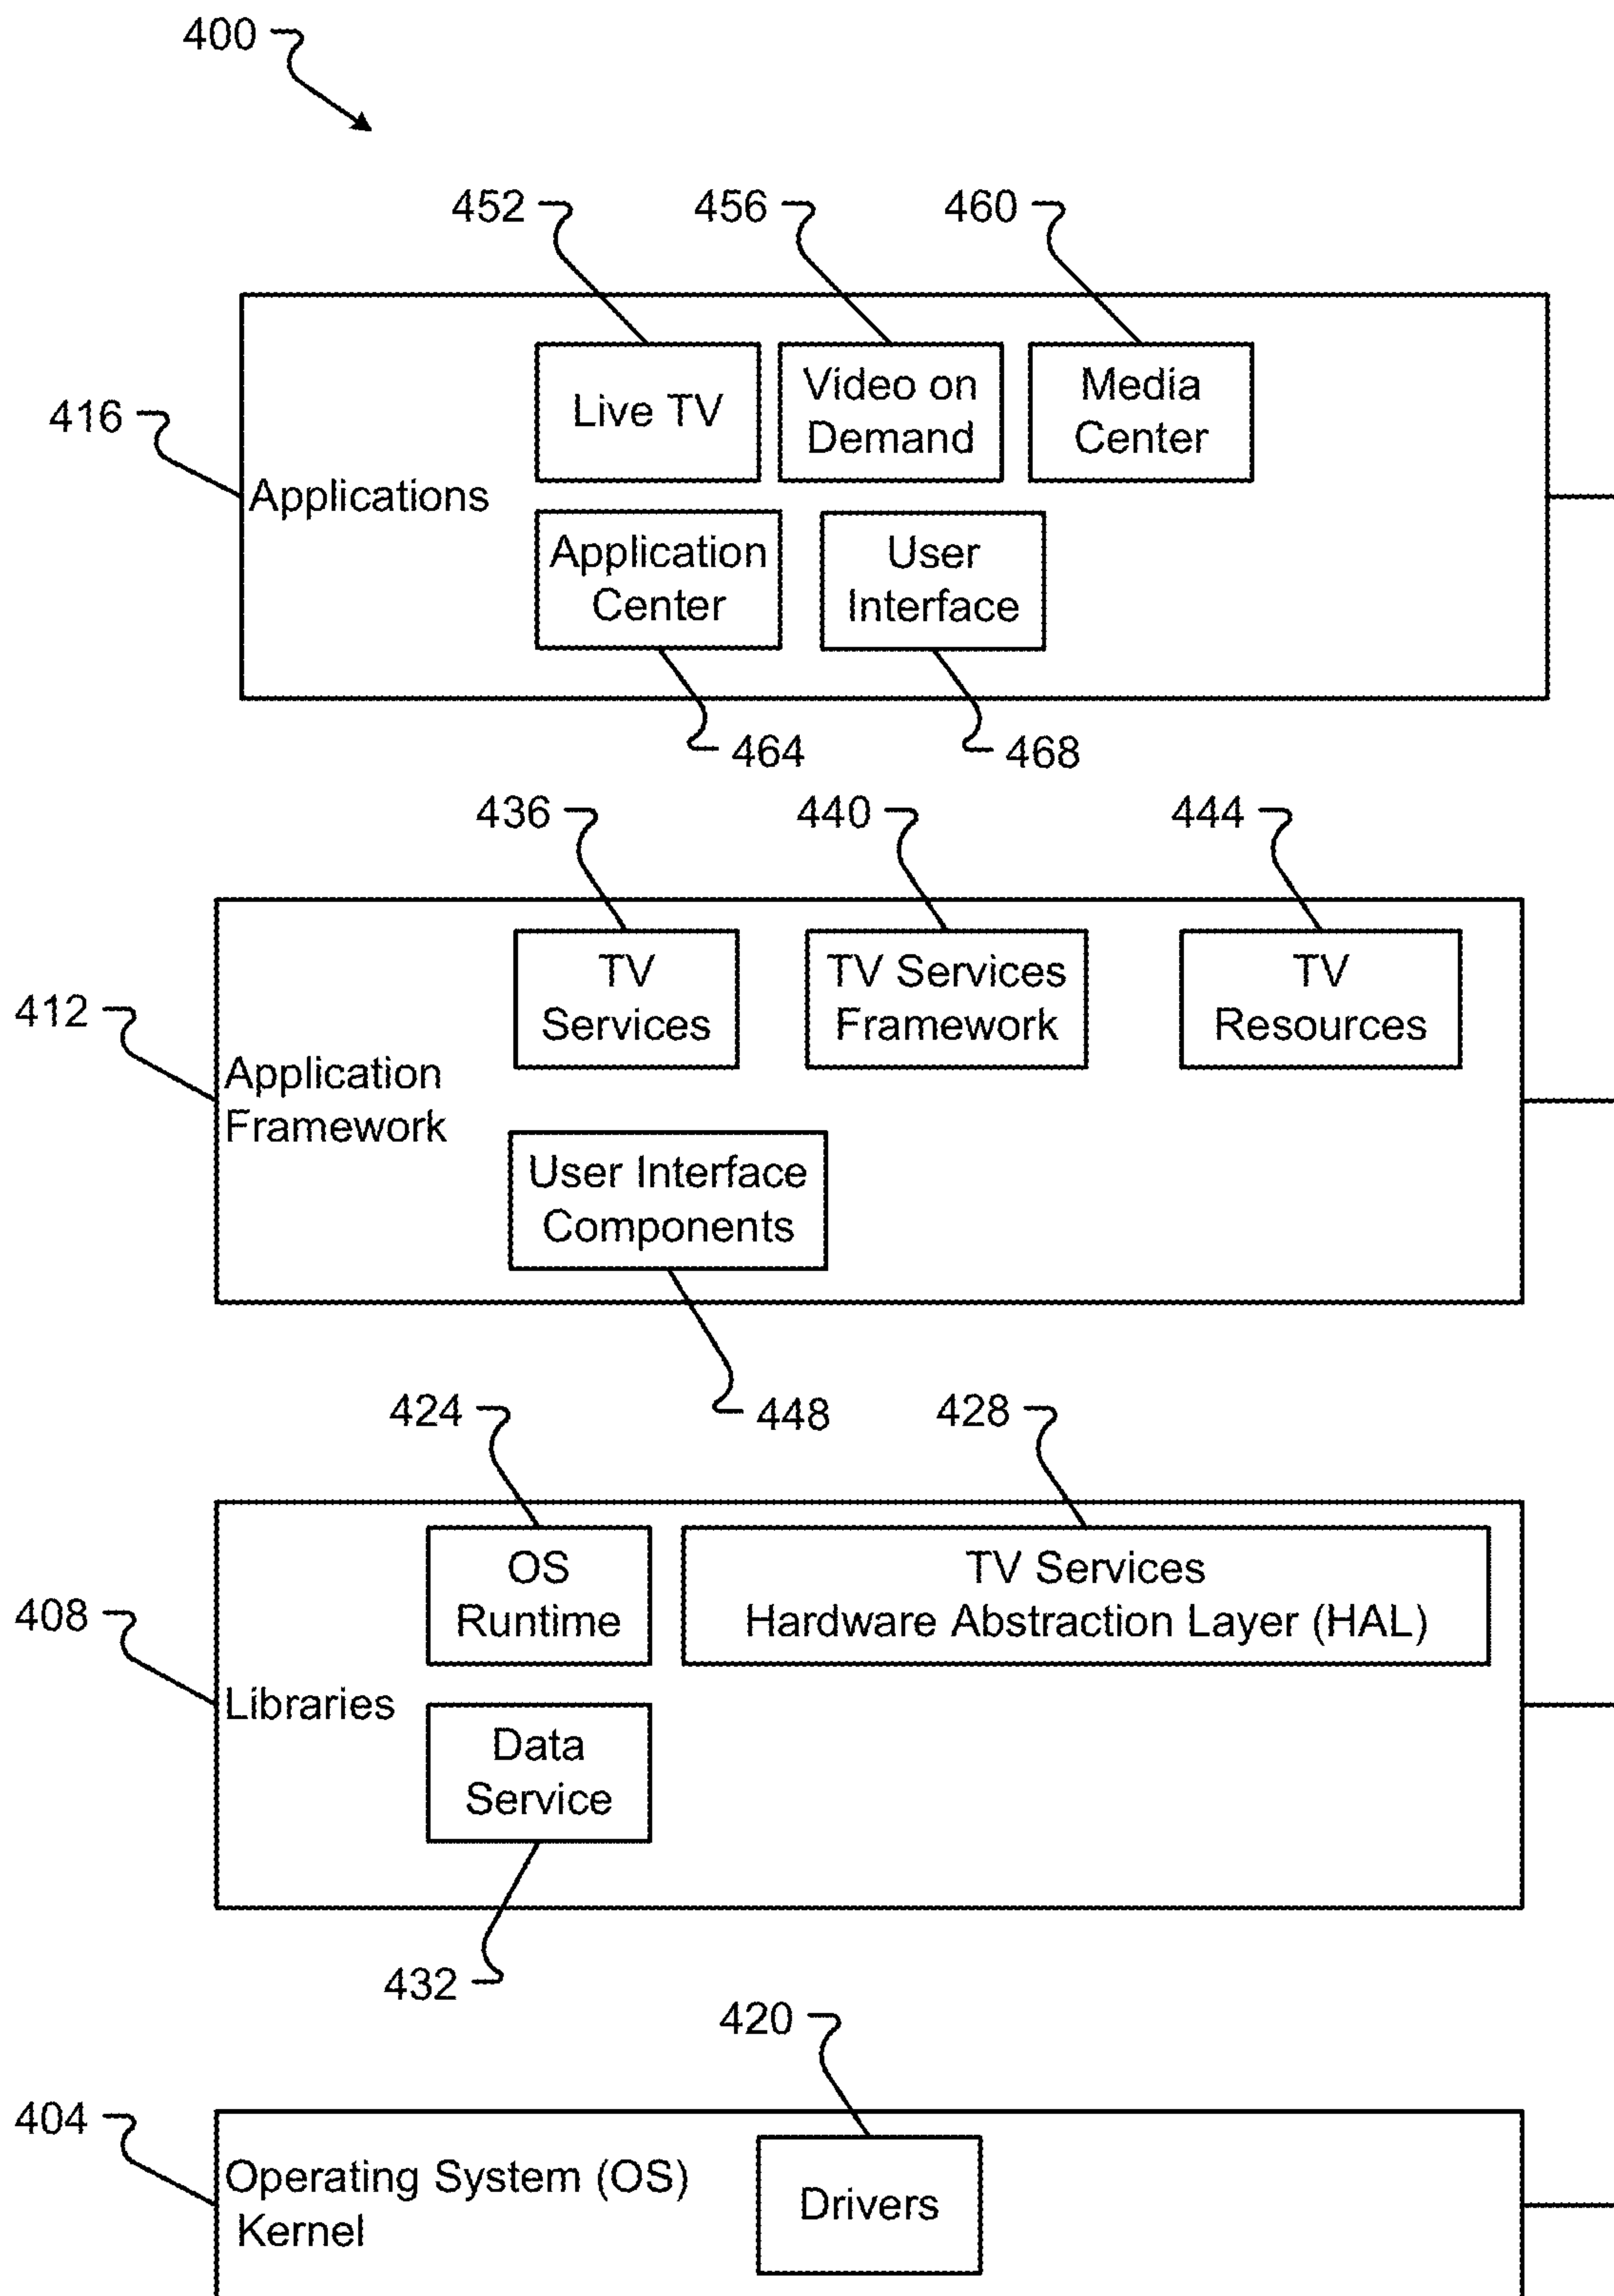 400
452
456
460
416
Applications
Live TV
Video on
Demand
Media
Center
Application
Center
User
Interface
464
468
436
440
444
412
Application
Framework
TV
Services
TV Services
Framework
TV
Resources
User Interface
Components
448
424
428
408
Libraries
OS
Runtime
TV Services
Hardware Abstraction Layer (HAL)
Data
Service
432
420
404
Operating System (OS)
Kernel
Drivers